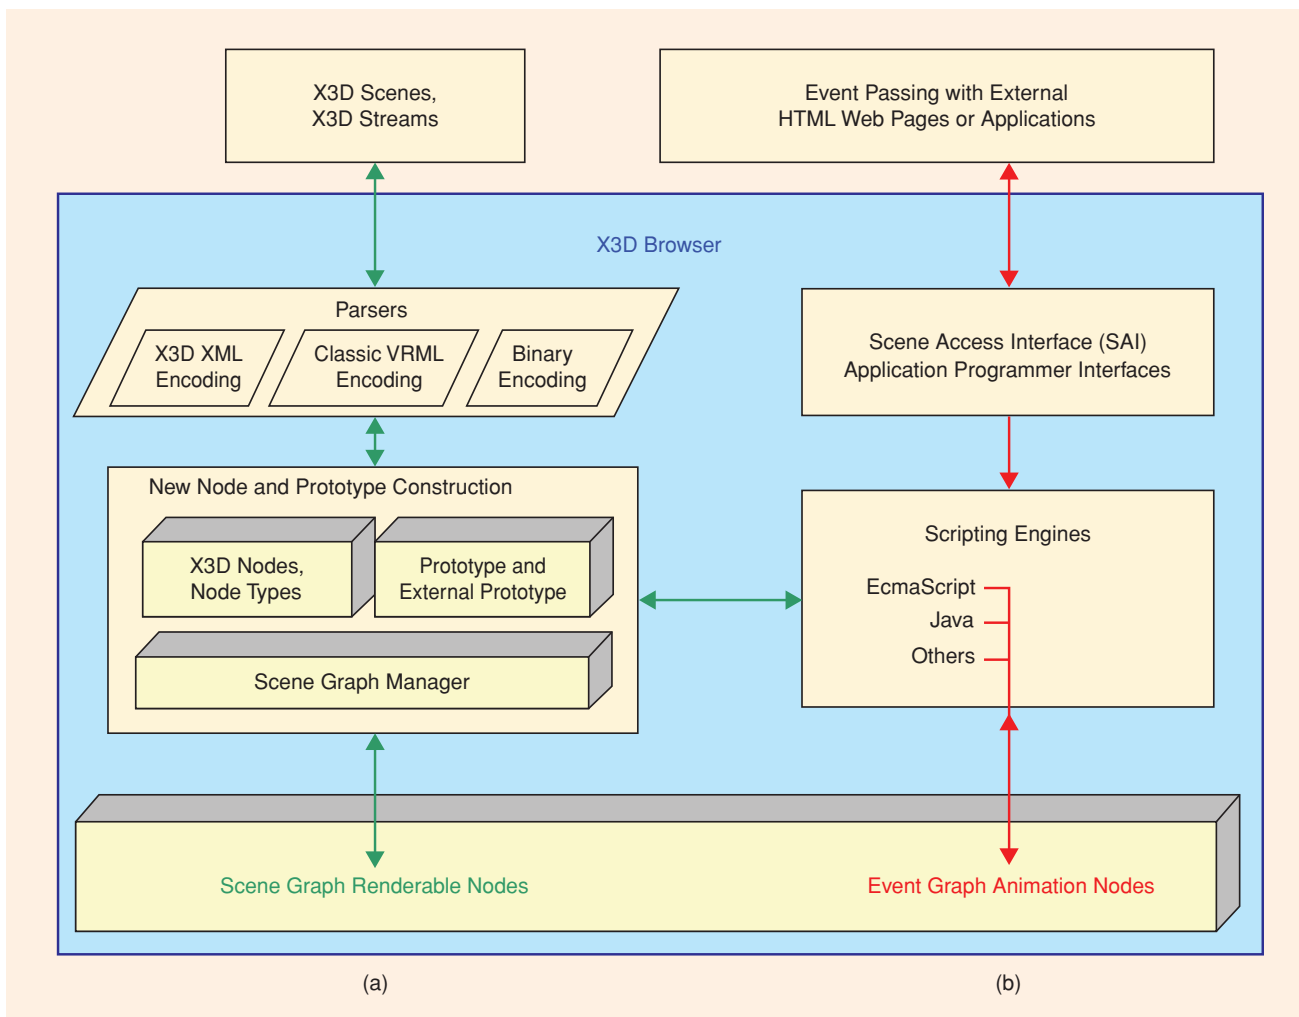 X3D Scenes,
X3D Streams
Event Passing with External
HTML Web Pages or Applications
X3D Browser
Parsers
X3D XML
Encoding
Classic VRML
Encoding
Binary
Encoding
Scene Access Interface (SAI)
Application Programmer Interfaces
New Node and Prototype Construction
X3D Nodes,
Node Types
Prototype and
External Prototype
Scene Graph Manager
Scripting Engines
EcmaScript
Java
Others
Scene Graph Renderable Nodes
Event Graph Animation Nodes
(a)
(b)